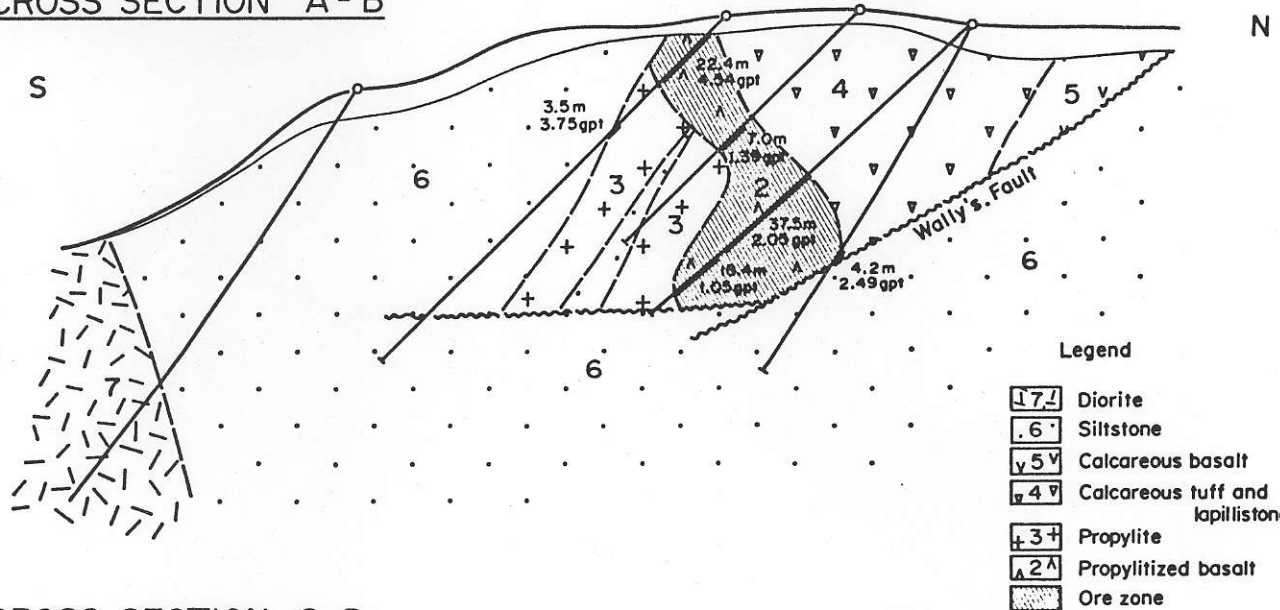 CROSS SECTION A-B
S
N
22.4m
4.54gpt
3.5m
3.75gpt
4
5
6
7.0m
1.39gpt
3
2
3
37.5m
2.05gpt
Wally's Fault
16.4m
1.05gpt
4.2m
2.49gpt
6
6
7
Legend
7 Diorite
6 Siltstone
5 Calcareous basalt
4 Calcareous tuff and
lapillistone
3 Propylite
2 Propylitized basalt
Ore zone